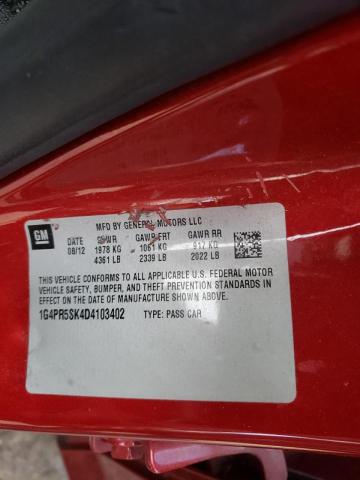 MFD BY GENERAL MOTORS LLC
GM DATE GVWR GAWR FRT GAWR RR
08/12 1978 KG 1061 KG 917 KG
4361 LB 2339 LB 2022 LB
THIS VEHICLE CONFORMS TO ALL APPLICABLE U.S. FEDERAL MOTOR
VEHICLE SAFETY, BUMPER, AND THEFT PREVENTION STANDARDS IN
EFFECT ON THE DATE OF MANUFACTURE SHOWN ABOVE.
1G4PR5SK4D4103402 TYPE: PASS CAR